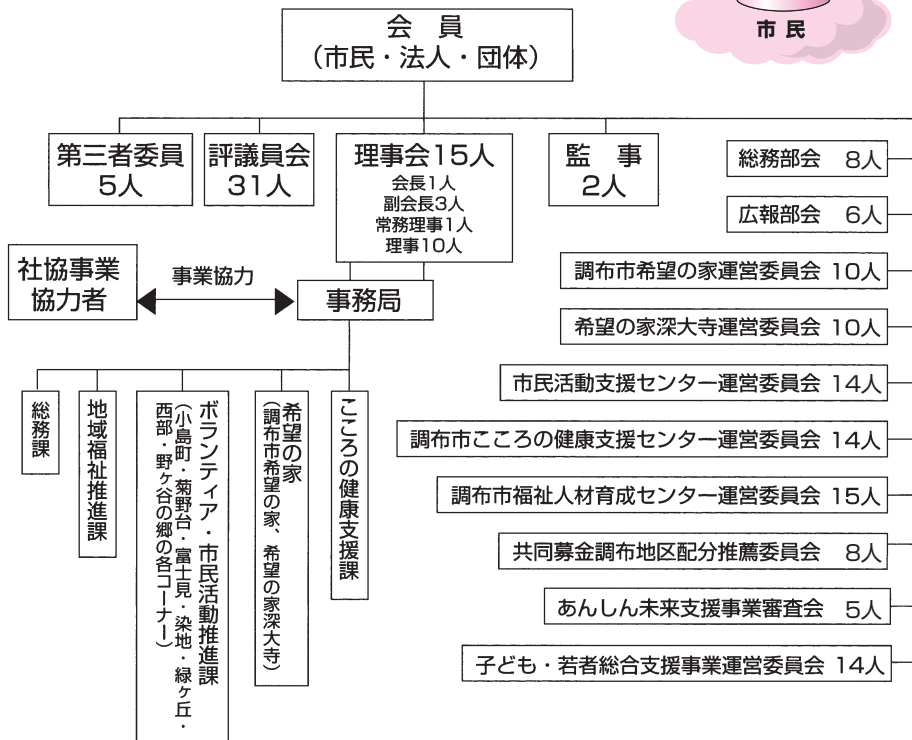 会 員
（市民・法人・団体）
市 民
第三者委員
5人
評議員会
31人
理事会15人
会長1人
副会長3人
常務理事1人
理事10人
監 事
2人
社協事業
協力者
事業協力
事務局
総務課
地域福祉推進課
ボランティア・市民活動推進課
（小島町・菊野台・富士見・染地・緑ヶ丘・
西部・野ヶ谷の郷の各コーナー）
希望の家
（調布市希望の家、希望の家深大寺）
こころの健康支援課
総務部会 8人
広報部会 6人
調布市希望の家運営委員会 10人
希望の家深大寺運営委員会 10人
市民活動支援センター運営委員会 14人
調布市こころの健康支援センター運営委員会 14人
調布市福祉人材育成センター運営委員会 15人
共同募金調布地区配分推薦委員会 8人
あんしん未来支援事業審査会 5人
子ども・若者総合支援事業運営委員会 14人